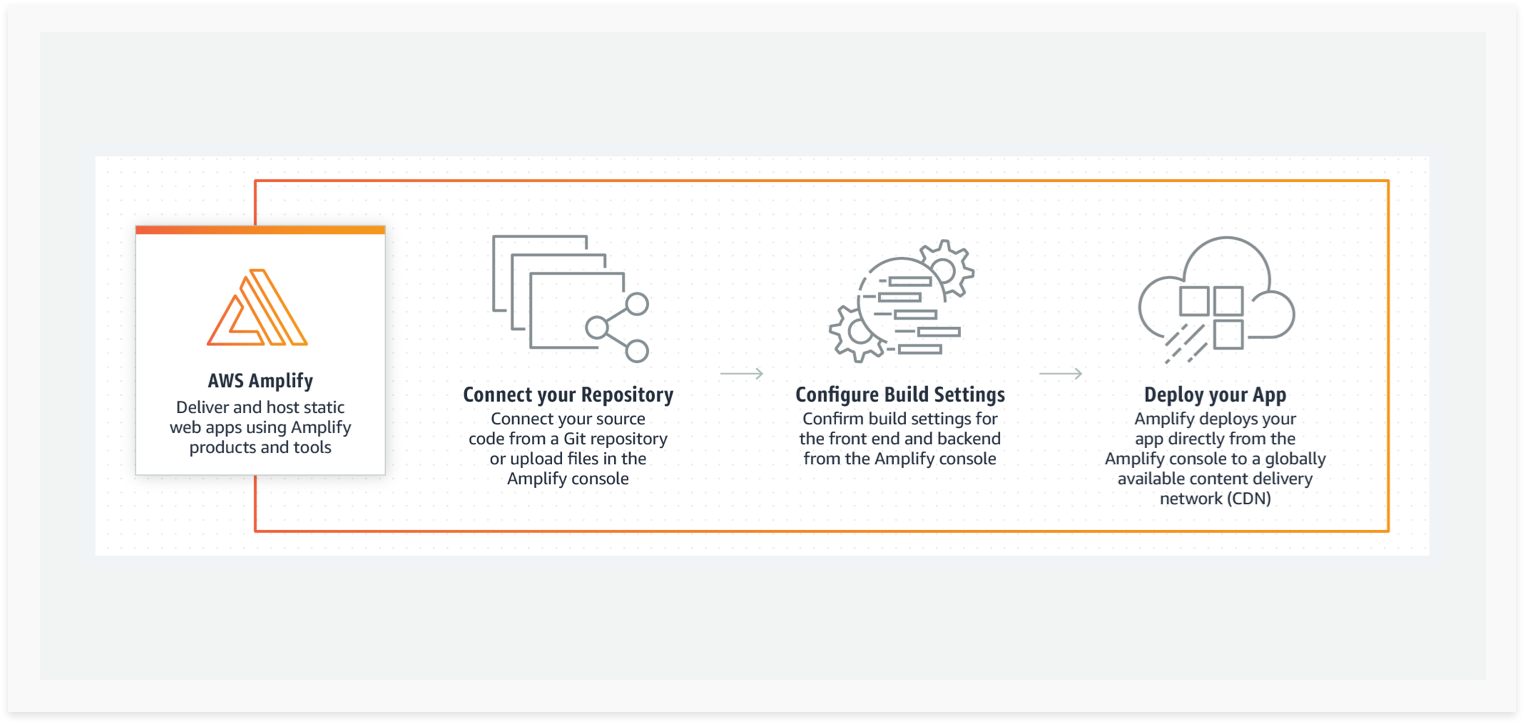 AWS Amplify
Deliver and host static
web apps using Amplify
products and tools
Connect your Repository
Connect your source
code from a Git repository
or upload files in the
Amplify console
Configure Build Settings
Confirm build settings for
the front end and backend
from the Amplify console
Deploy your App
Amplify deploys your
app directly from the
Amplify console to a globally
available content delivery
network (CDN)